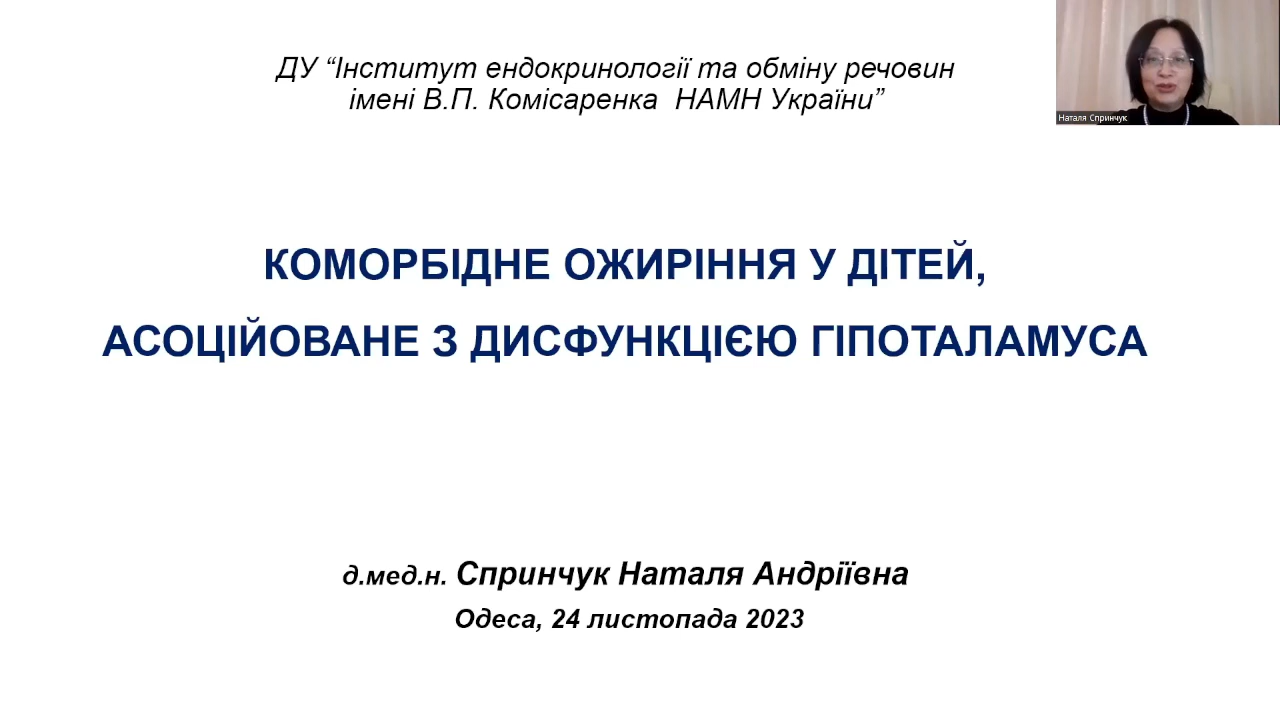 ДУ “Інститут ендокринології та обміну речовин
імені В.П. Комісаренка НАМН України”
Наталя Спринчук
КОМОРБІДНЕ ОЖИРІННЯ У ДІТЕЙ,
АСОЦІЙОВАНЕ З ДИСФУНКЦІЄЮ ГІПОТАЛАМУСА
д.мед.н. Спринчук Наталя Андріївна
Одеса, 24 листопада 2023